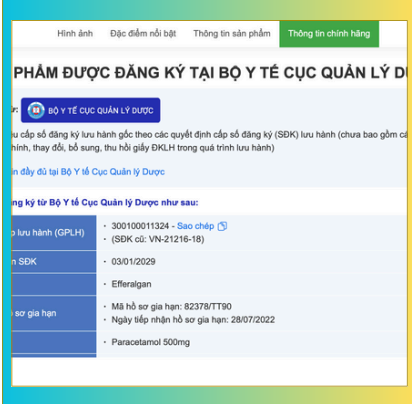 Hình ảnh Đặc điểm nổi bật Thông tin sản phẩm Thông tin chính hãng
PHẨM ĐƯỢC ĐĂNG KÝ TẠI BỘ Y TẾ CỤC QUẢN LÝ
BỘ Y TẾ CỤC QUẢN LÝ DƯỢC
cấp số đăng ký lưu hành gốc theo các quyết định cấp số đăng ký (SĐK) lưu hành (chưa bao gồm
chính, thay đổi, bổ sung, thu hồi giấy ĐKLH trong quá trình lưu hành)
đầy đủ tại Bộ Y tế Cục Quản lý Dược
ký từ Bộ Y tế Cục Quản lý Dược như sau:
lưu hành (GPLH) · 300100011324 - Sao chép
· (SĐK cũ: VN-21216-18)
SĐK · 03/01/2029
· Efferalgan
sơ gia hạn · Mã hồ sơ gia hạn: 82378/TT90
· Ngày tiếp nhận hồ sơ gia hạn: 28/07/2022
· Paracetamol 500mg